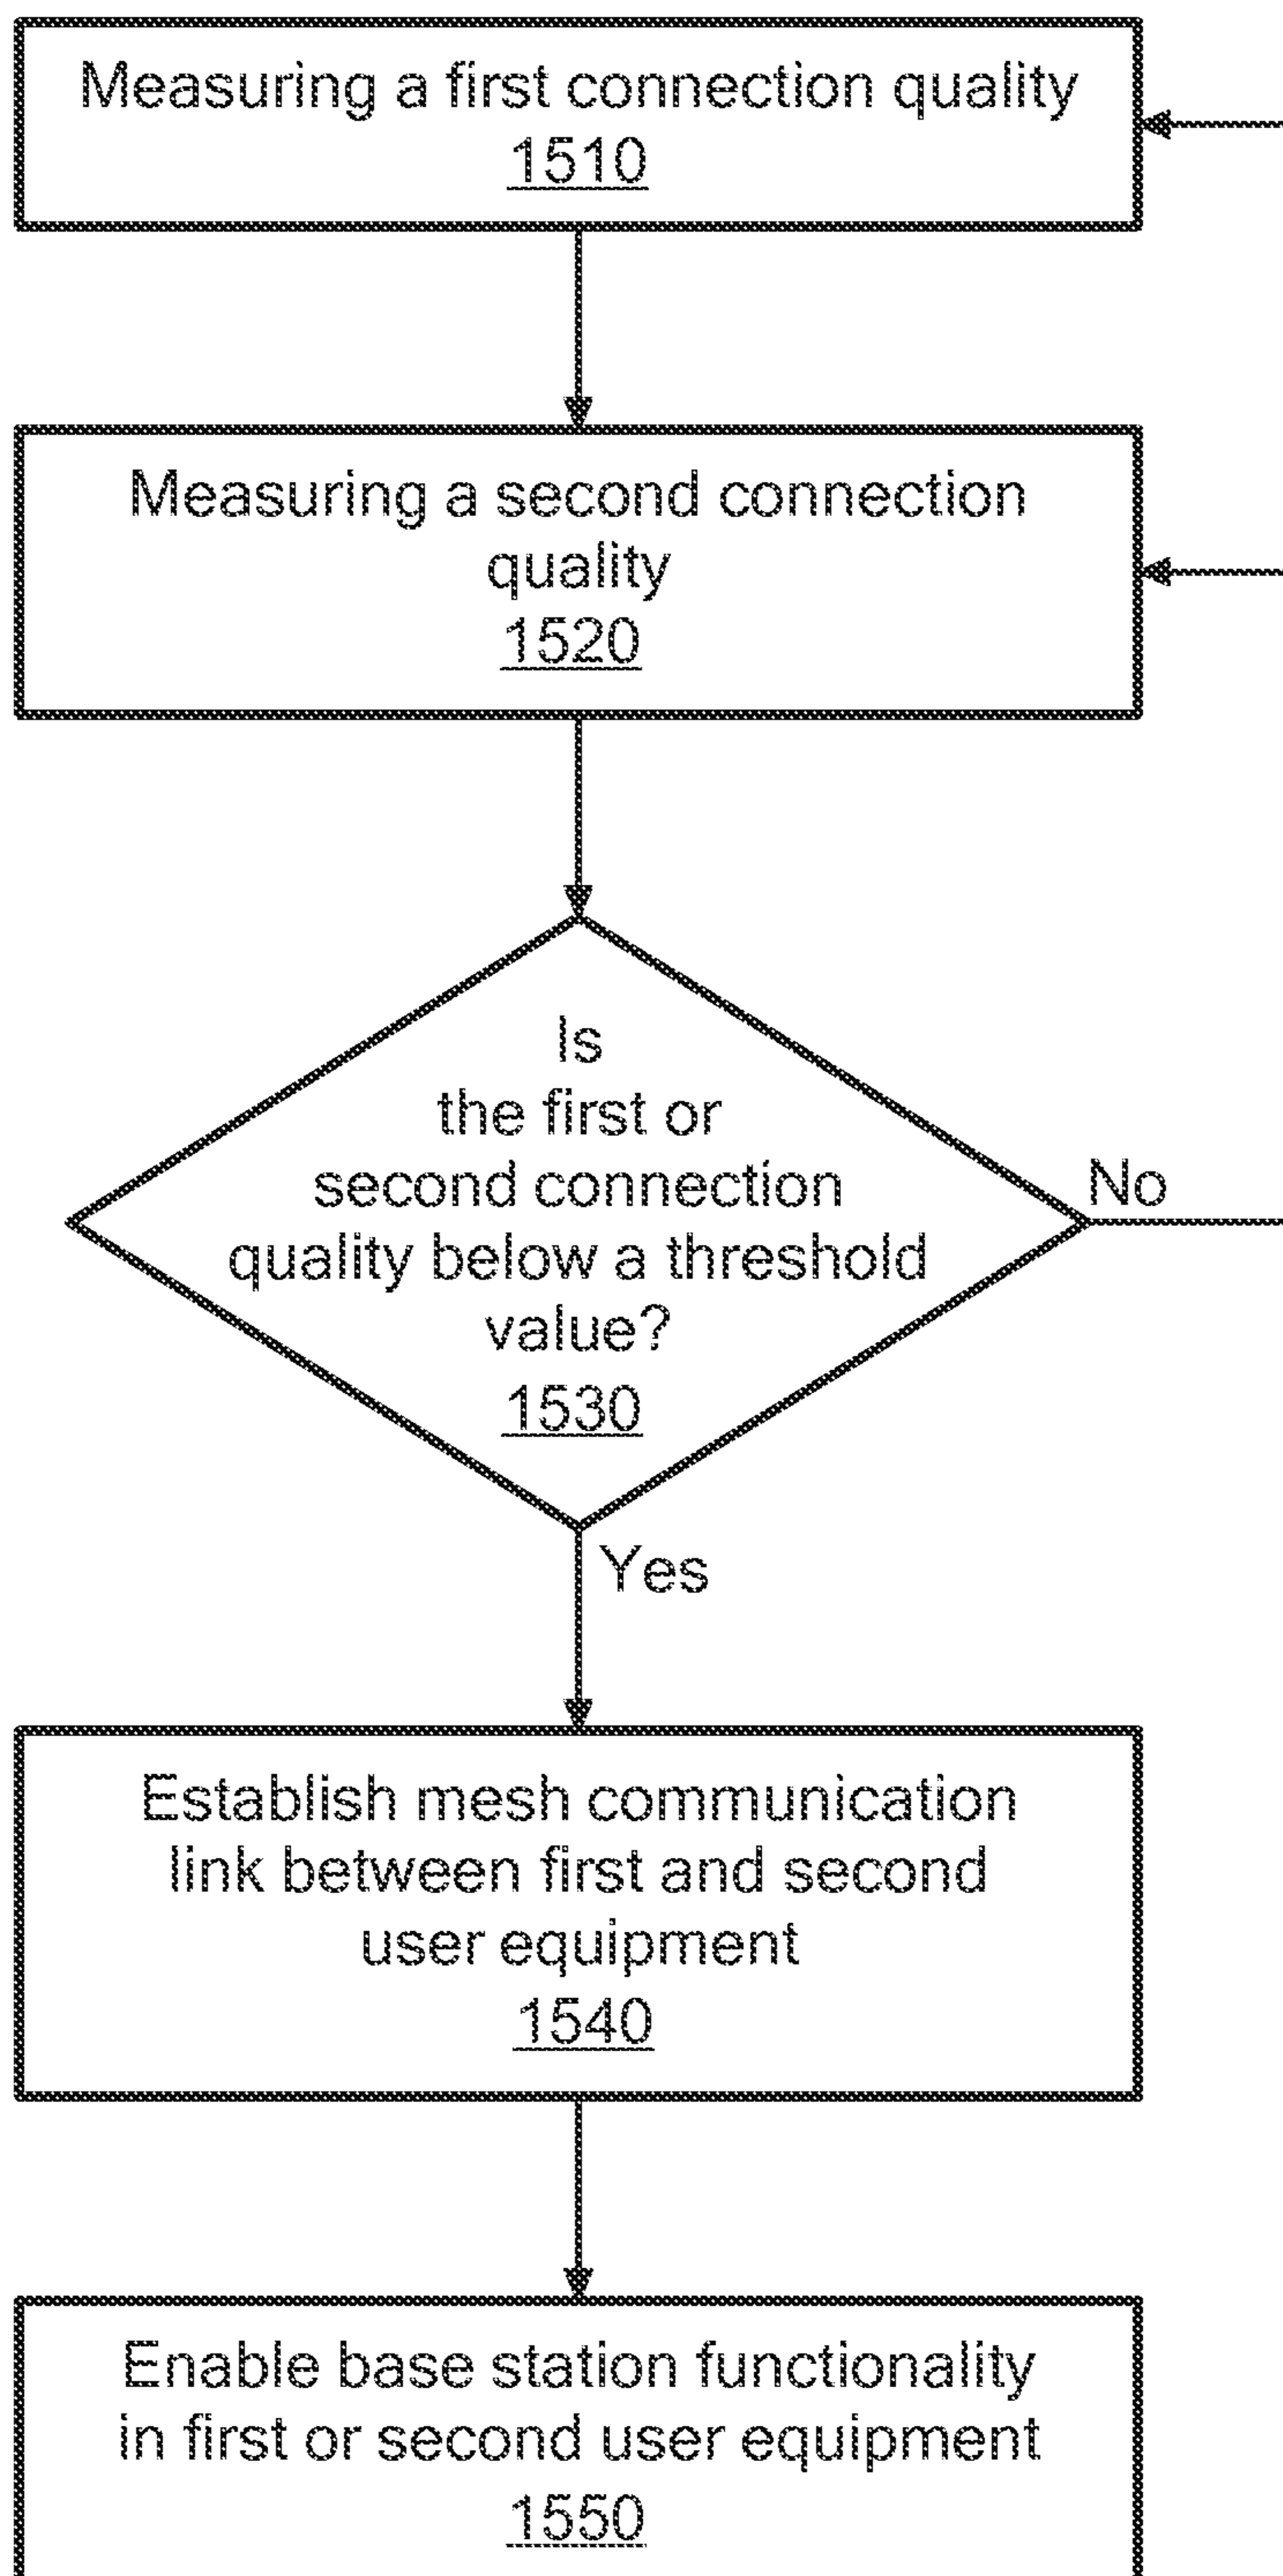 Measuring a first connection quality
1510
Measuring a second connection
quality
1520
Is
the first or
second connection
quality below a threshold
value?
1530
No
Yes
Establish mesh communication
link between first and second
user equipment
1540
Enable base station functionality
in first or second user equipment
1550